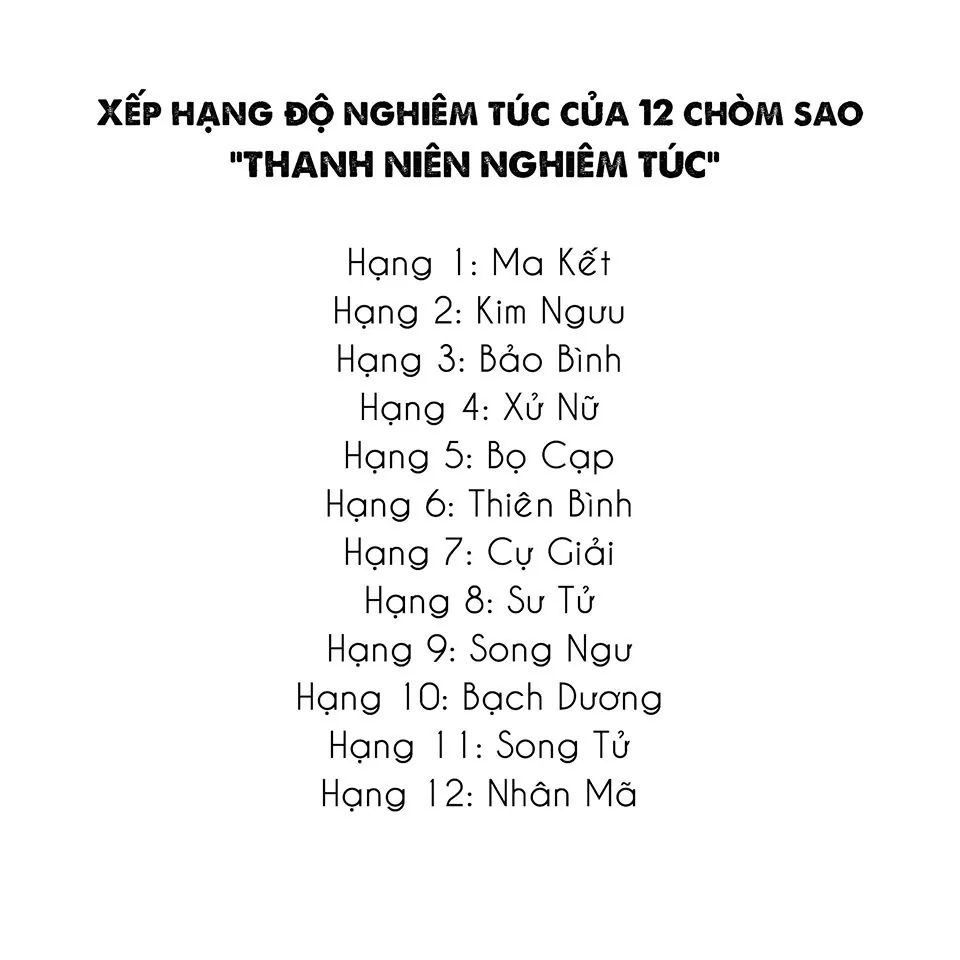 XẾP HẠNG ĐỘ NGHIÊM TÚC CỦA 12 CHÒM SAO
"THANH NIÊN NGHIÊM TÚC"
Hạng 1: Ma Kết
Hạng 2: Kim Ngưu
Hạng 3: Bảo Bình
Hạng 4: Xử Nữ
Hạng 5: Bọ Cạp
Hạng 6: Thiên Bình
Hạng 7: Cự Giải
Hạng 8: Sư Tử
Hạng 9: Song Ngư
Hạng 10: Bạch Dương
Hạng 11: Song Tử
Hạng 12: Nhân Mã